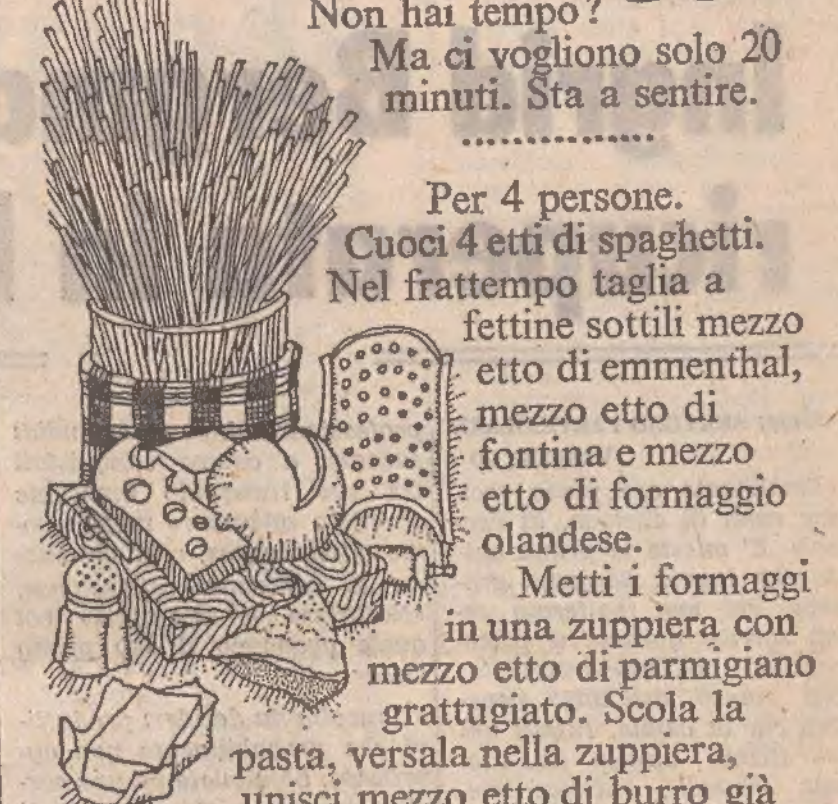 Non hai tempo?
Ma ci vogliono solo 20
minuti. Sta a sentire.
Per 4 persone.
Cuoci 4 etti di spaghetti.
Nel frattempo taglia a
fettine sottili mezzo
etto di emmenthal,
mezzo etto di
fontina e mezzo
etto di formaggio
olandese.
Metti i formaggi
in una zuppiera con
mezzo etto di parmigiano
grattugiato. Scola la
pasta, versala nella zuppiera,
unisci mezzo etto di burro già